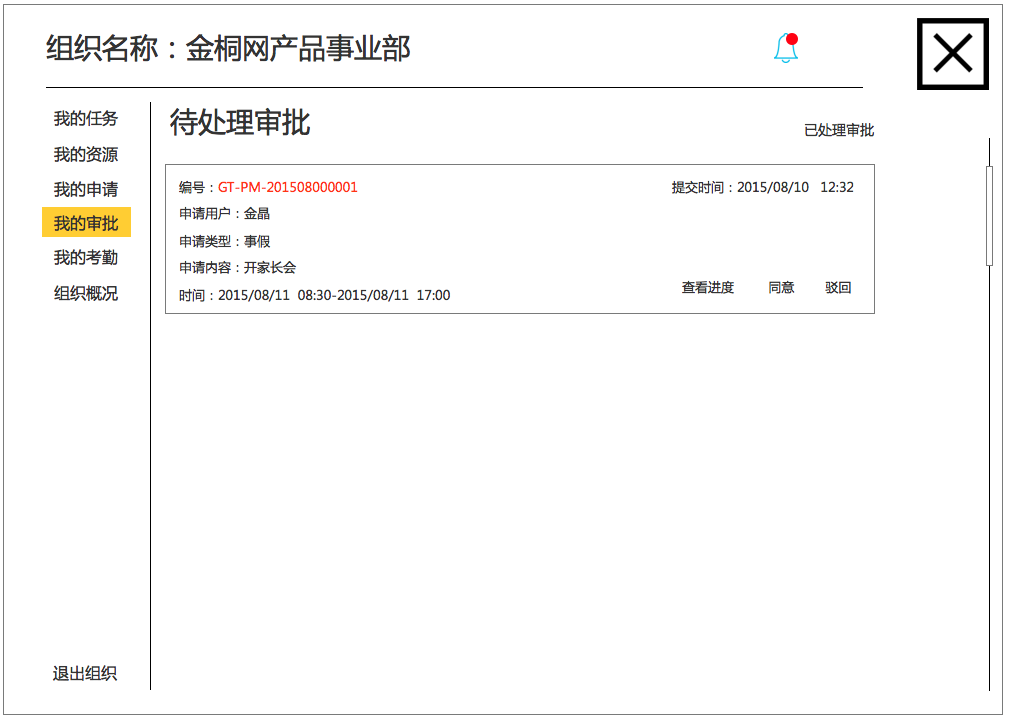 组织名称：金桐网产品事业部
我的任务
我的资源
我的申请
我的审批
我的考勤
组织概况
退出组织
待处理审批
已处理审批
编号：GT-PM-201508000001
提交时间：2015/08/10 12:32
申请用户：金晶
申请类型：事假
申请内容：开家长会
时间：2015/08/11 08:30-2015/08/11 17:00
查看进度 同意 驳回